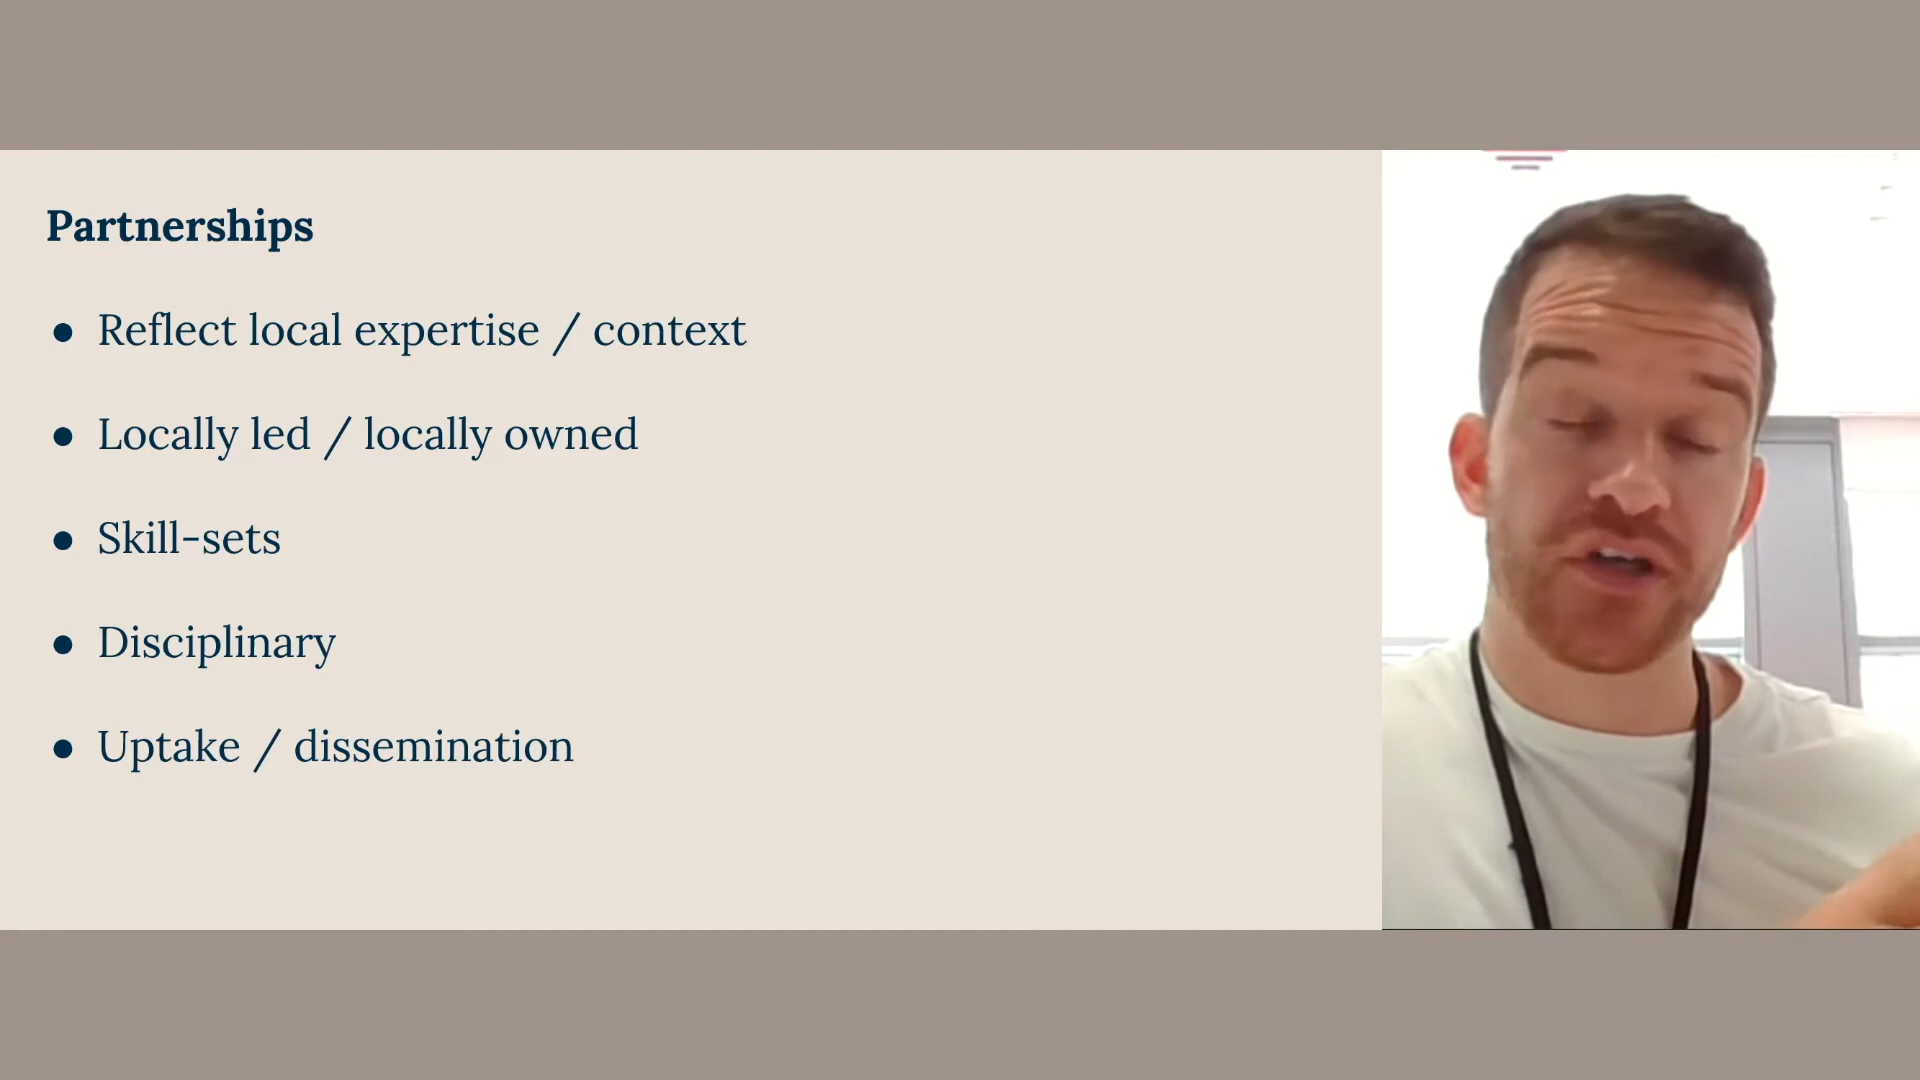 Partnerships
● Reflect local expertise / context
● Locally led / locally owned
● Skill-sets
● Disciplinary
● Uptake / dissemination